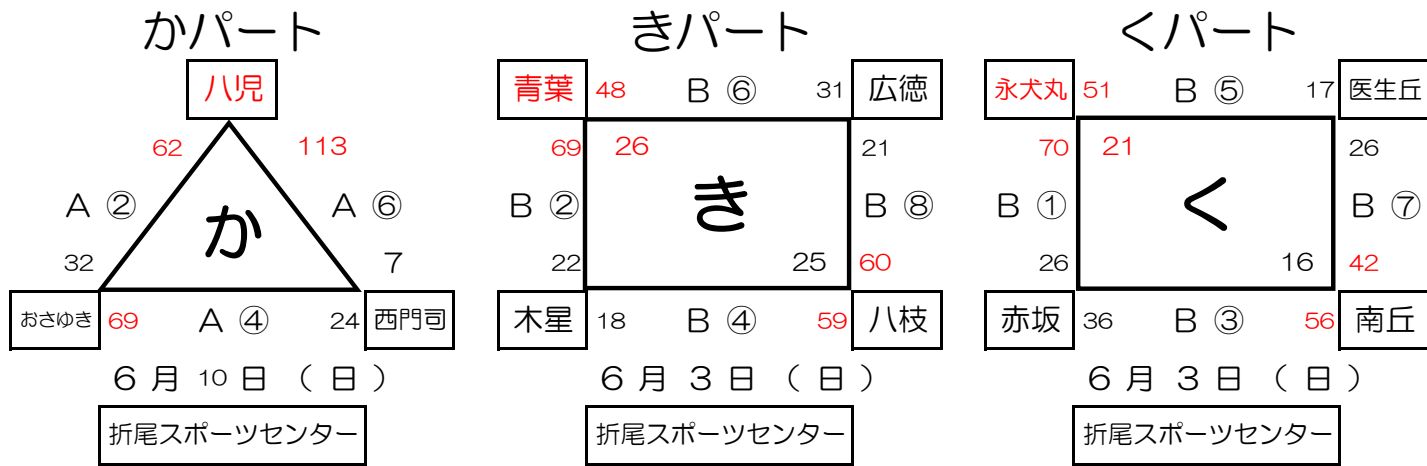 かパート きパート くパート
八児 青葉 48 B ⑥ 31 広徳 永犬丸 51 B ⑤ 17 医生丘
62 113 69 26 21 70 21 26
A ② か A ⑥ B ② き B ⑧ B ① く B ⑦
32 7 22 25 60 26 16 42
おさゆき 69 A ④ 24 西門司 木星 18 B ④ 59 八枝 赤坂 36 B ③ 56 南丘
6月10日（日） 6月3日（日） 6月3日（日）
折尾スポーツセンター 折尾スポーツセンター 折尾スポーツセンター